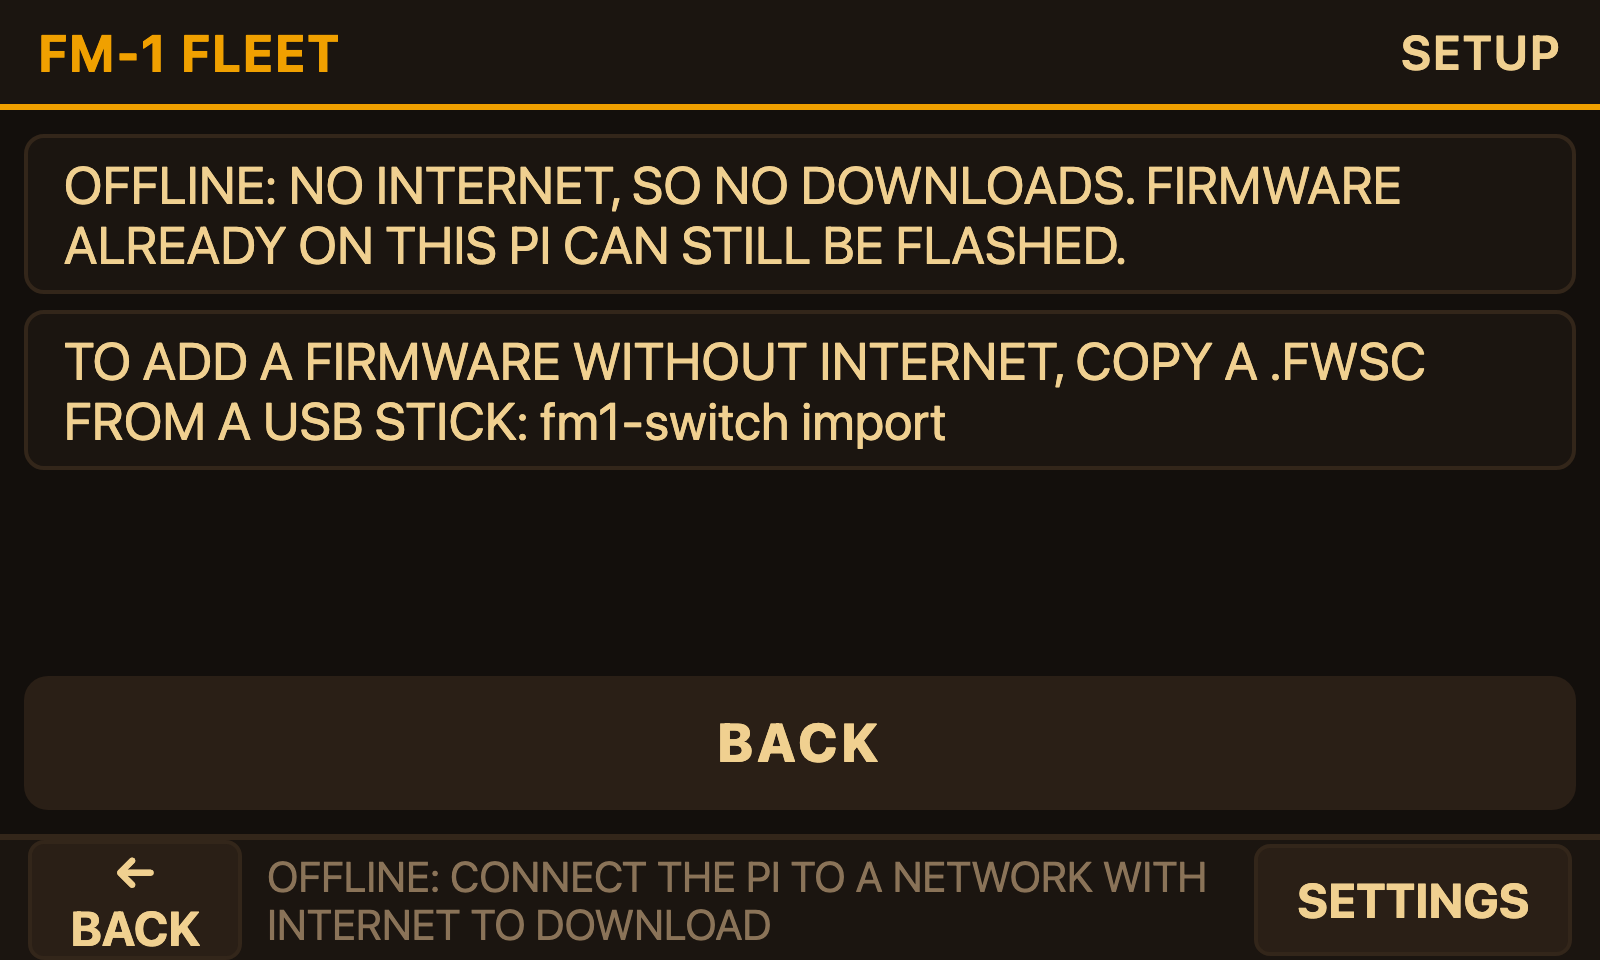 FM-1 FLEET
SETUP
OFFLINE: NO INTERNET, SO NO DOWNLOADS. FIRMWARE
ALREADY ON THIS PI CAN STILL BE FLASHED.
TO ADD A FIRMWARE WITHOUT INTERNET, COPY A .FWSC
FROM A USB STICK: fm1-switch import
BACK
←
BACK
OFFLINE: CONNECT THE PI TO A NETWORK WITH
INTERNET TO DOWNLOAD
SETTINGS